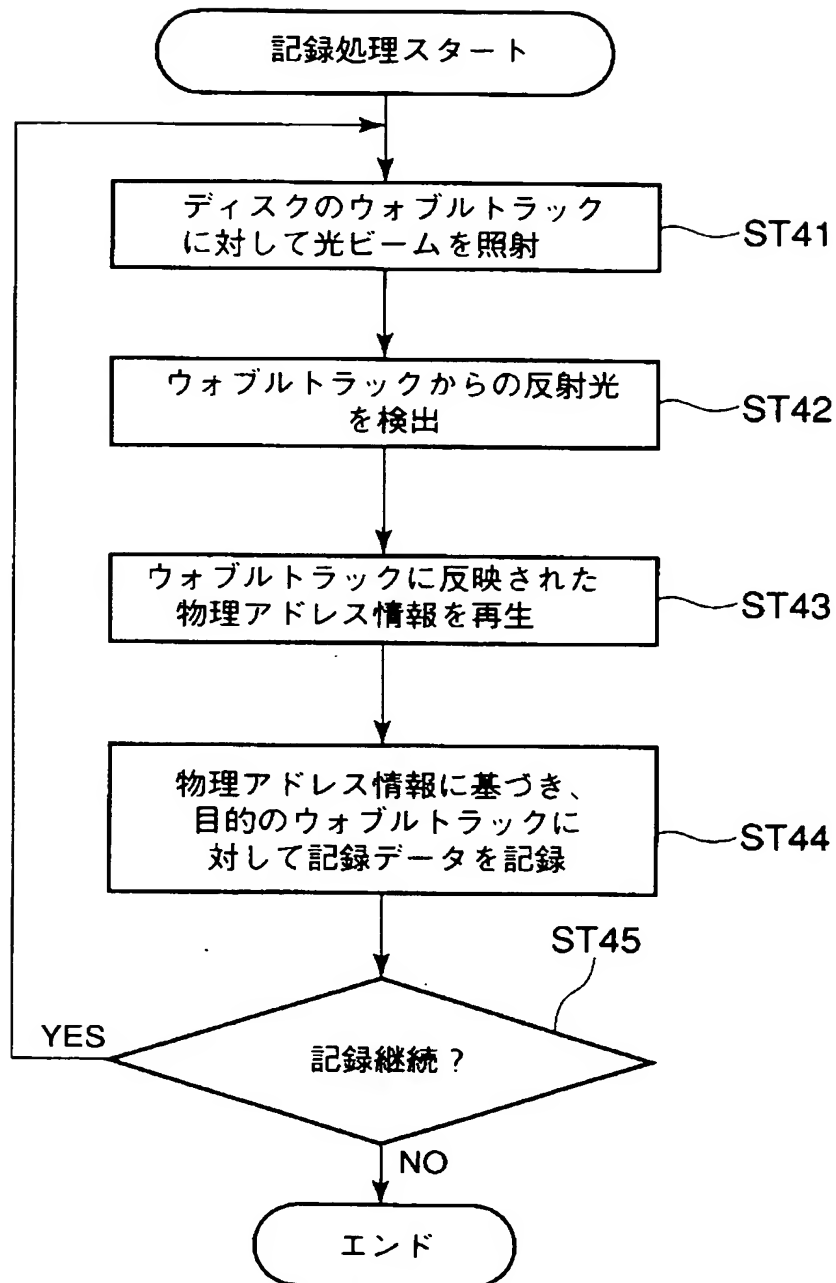 記録処理スタート
ディスクのウォブルトラック
に対して光ビームを照射
ST41
ウォブルトラックからの反射光
を検出
ST42
ウォブルトラックに反映された
物理アドレス情報を再生
ST43
物理アドレス情報に基づき、
目的のウォブルトラックに
対して記録データを記録
ST44
ST45
YES
記録継続？
NO
エンド